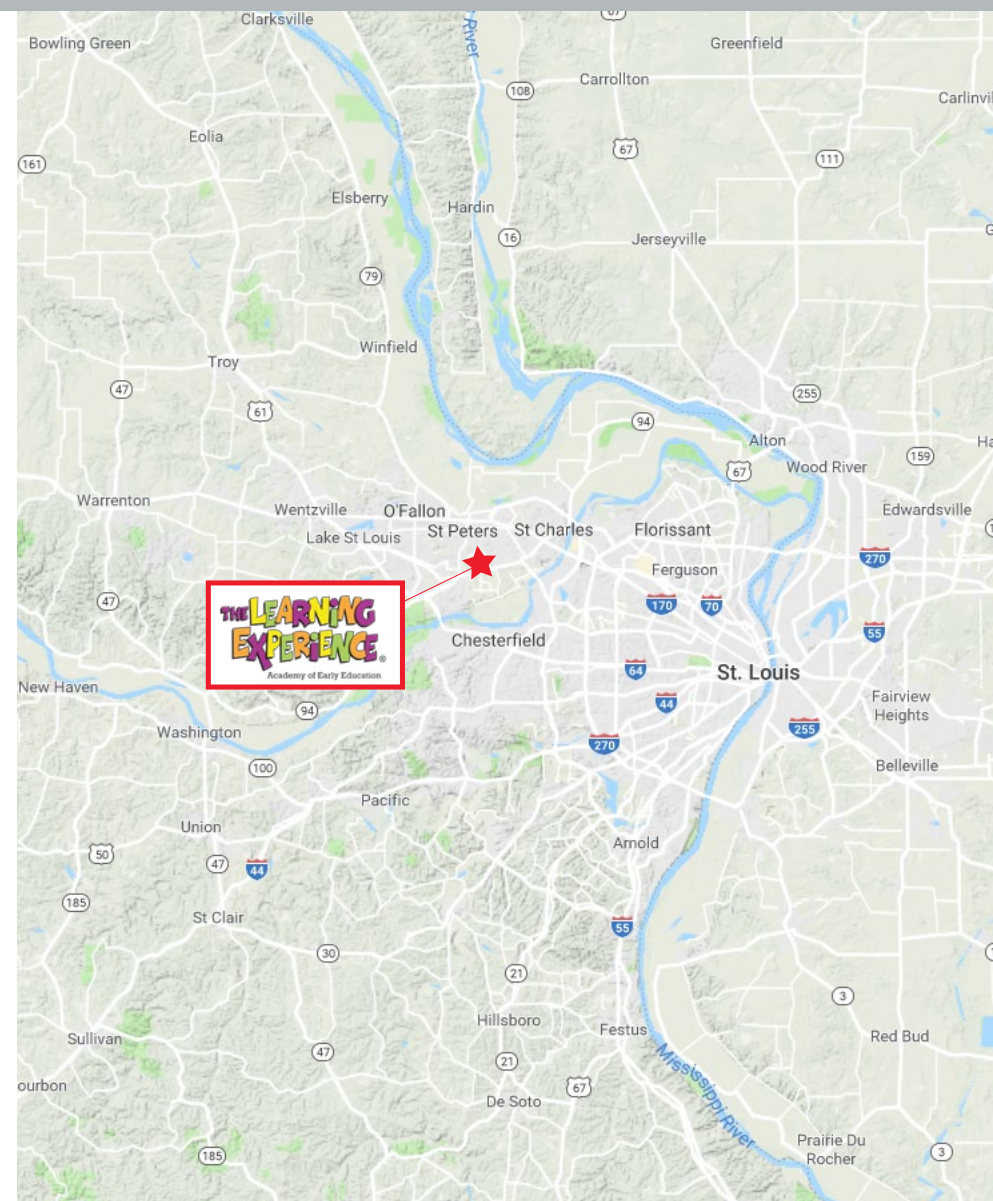 Clarksville
River
Bowling Green
Greenfield
Carrollton
108
Carlinvil
Eolia
67
111
161
Elsberry
Hardin
16
Jerseyville
79
Winfield
Troy
47
255
61
94
Alton
67
Wood River
159
Warrenton
Wentzville
O'Fallon
Edwardsville
Lake St Louis
St Peters
St Charles
Florissant
270
Ferguson
47
170
70
THE LEARNING
EXPERIENCE®
Academy of Early Education
55
Chesterfield
64
St. Louis
New Haven
44
Fairview
Heights
94
Washington
255
270
100
Belleville
Pacific
Union
Arnold
50
47
44
185
St Clair
55
30
21
3
Hillsboro
Festus
Red Bud
Sullivan
47
21
Mississippi River
ourbon
67
De Soto
Prairie Du
Rocher
185
3